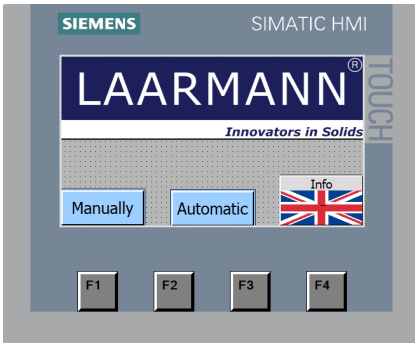 SIEMENS SIMATIC HMI
TOUCH
LAARMANN®
Innovators in Solids
Info
Manually Automatic
F1 F2 F3 F4